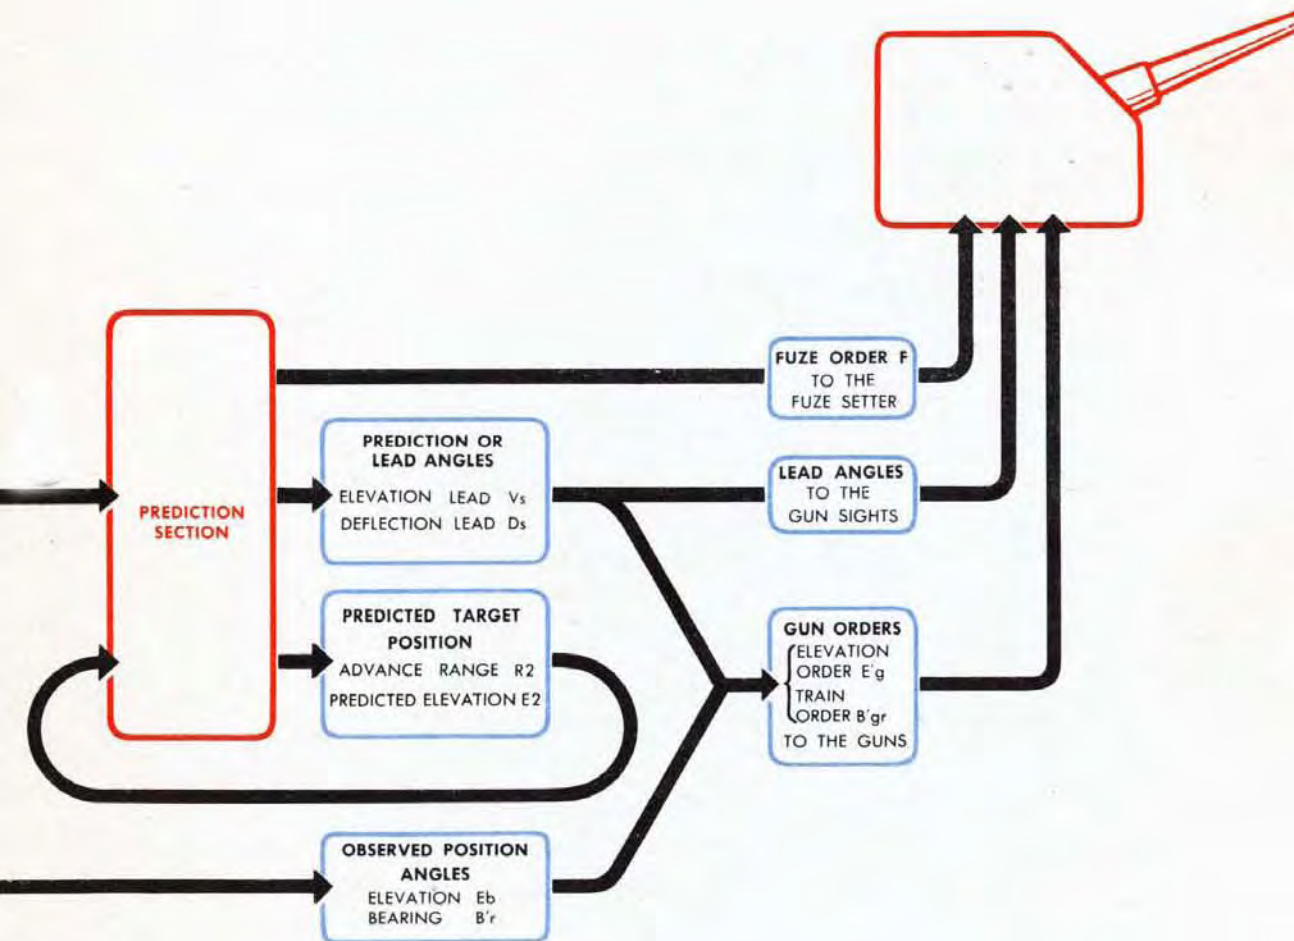 FUZE ORDER F
TO THE
FUZE SETTER
PREDICTION OR
LEAD ANGLES
ELEVATION LEAD Vs
DEFLECTION LEAD Ds
LEAD ANGLES
TO THE
GUN SIGHTS
PREDICTION
SECTION
PREDICTED TARGET
POSITION
ADVANCE RANGE R2
PREDICTED ELEVATION E2
GUN ORDERS
ELEVATION
ORDER E'g
TRAIN
ORDER B'gr
TO THE GUNS
OBSERVED POSITION
ANGLES
ELEVATION Eb
BEARING B'r